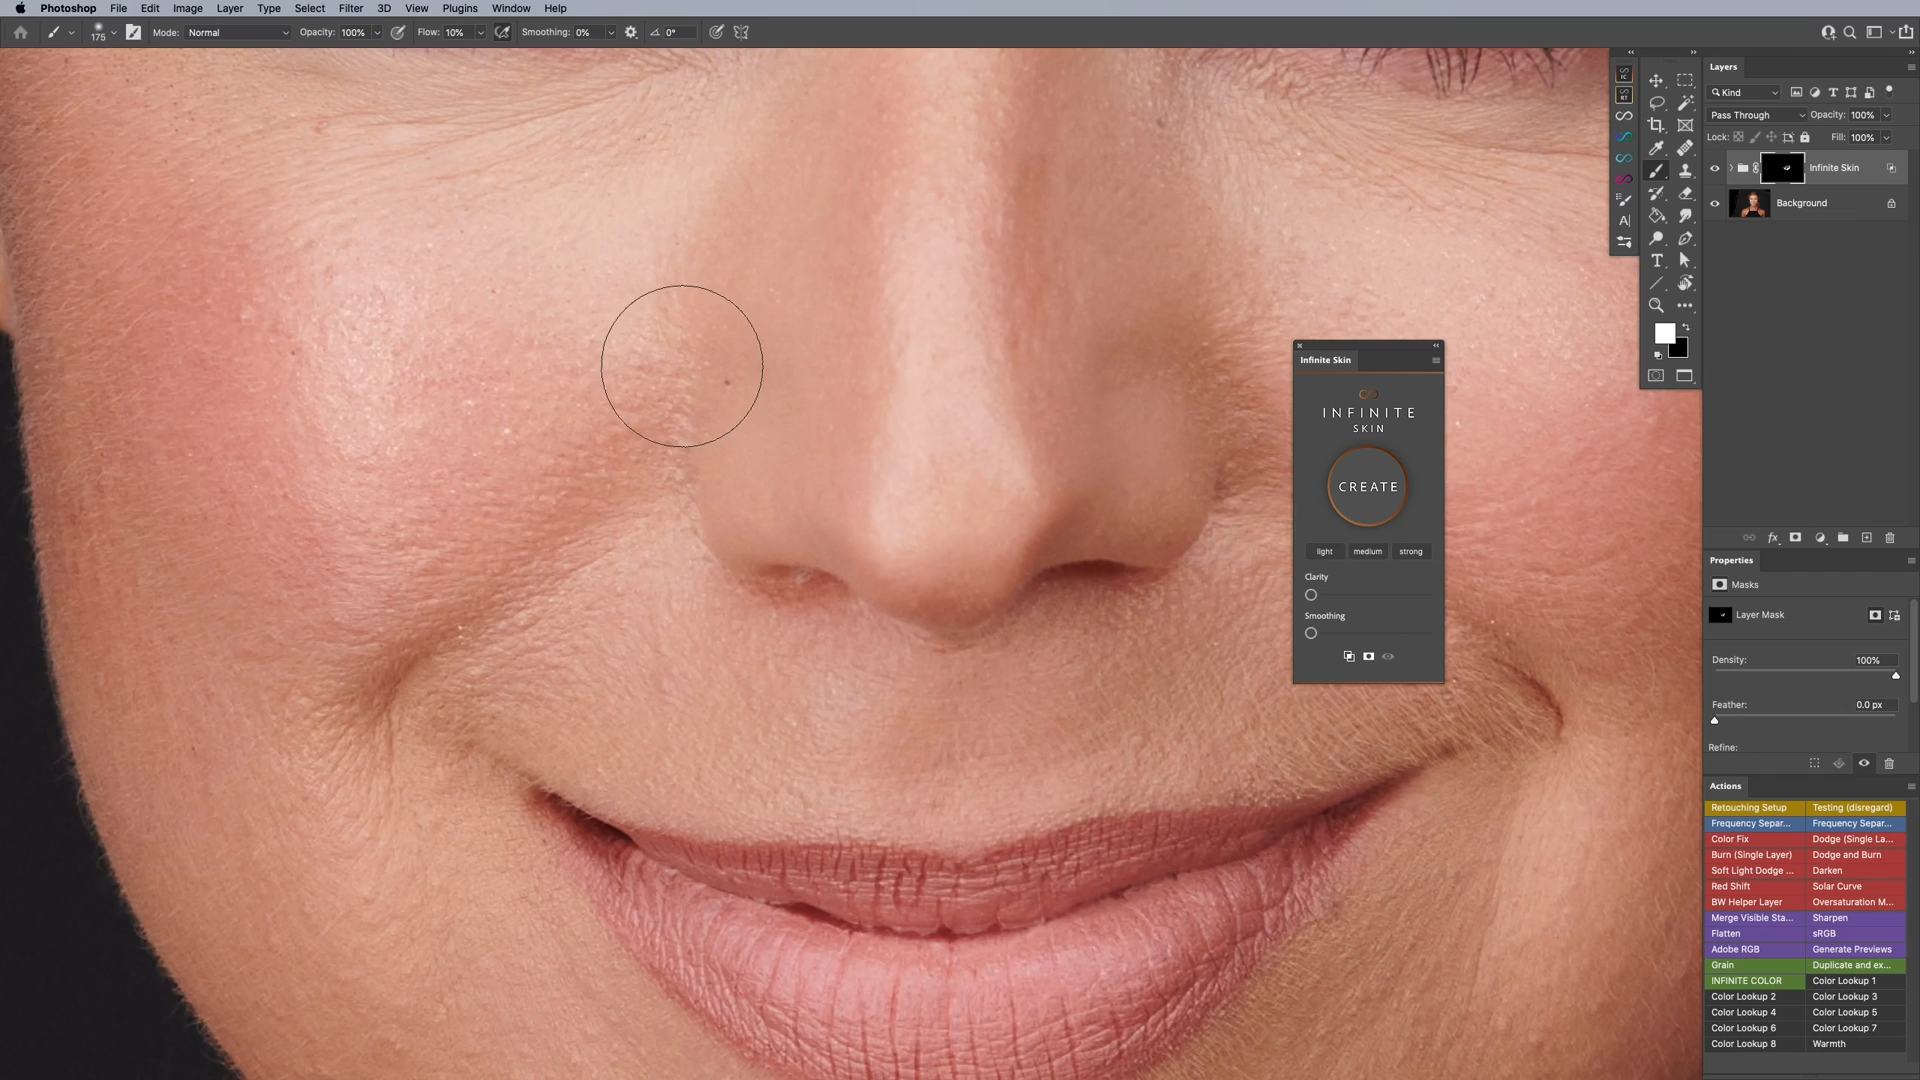 Photoshop File Edit Image Layer Type Select Filter 3D View Plugins Window Help
175 Mode: Normal Opacity: 100% Flow: 10% Smoothing: 0% 0°
Layers
Kind
Pass Through Opacity: 100%
Lock: Fill: 100%
Infinite Skin
Background
Infinite Skin
INFINITE
SKIN
CREATE
light medium strong
Clarity
Smoothing
Properties
Masks
Layer Mask
Density: 100%
Feather: 0.0 px
Refine:
Actions
Retouching Setup Testing (disregard)
Frequency Separ... Frequency Separ...
Color Fix Dodge (Single La...
Burn (Single Layer) Dodge and Burn
Soft Light Dodge ... Darken
Red Shift Solar Curve
BW Helper Layer Oversaturation M...
Merge Visible Sta... Sharpen
Flatten sRGB
Adobe RGB Generate Previews
Grain Duplicate and ex...
INFINITE COLOR Color Lookup 1
Color Lookup 2 Color Lookup 3
Color Lookup 4 Color Lookup 5
Color Lookup 6 Color Lookup 7
Color Lookup 8 Warmth